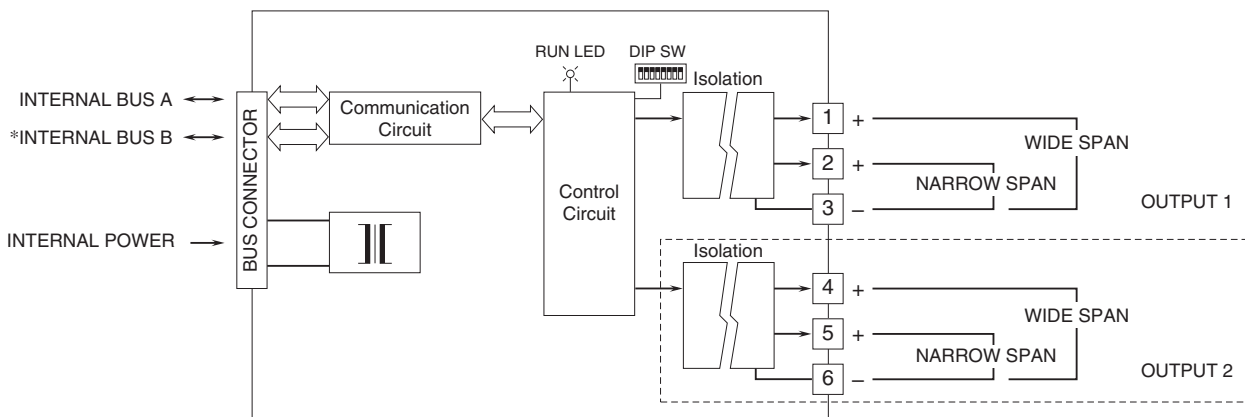 RUN LED
DIP SW
Isolation
INTERNAL BUS A
*INTERNAL BUS B
INTERNAL POWER
BUS CONNECTOR
Communication
Circuit
Control
Circuit
1 +
2 +
3 –
WIDE SPAN
NARROW SPAN
OUTPUT 1
Isolation
4 +
5 +
6 –
WIDE SPAN
NARROW SPAN
OUTPUT 2